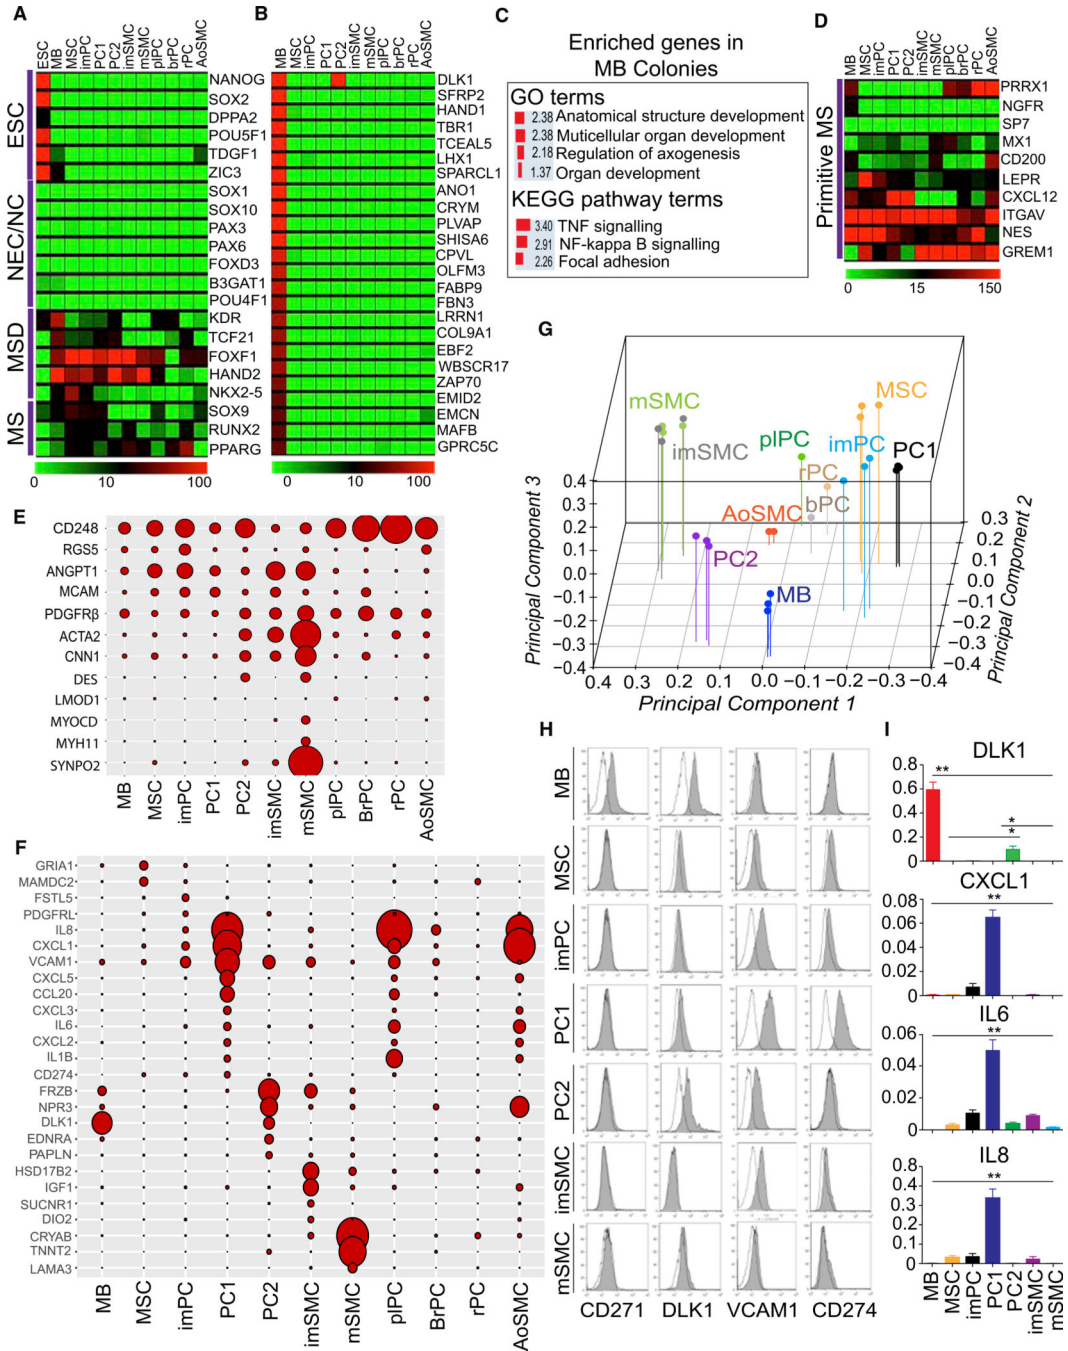 A
ESC
MB
MSC
imPC
PC1
PC2
imSMC
mSMC
plPC
brPC
rPC
AoSMC
ESC
NEC/NC
MSD
MS
NANOG
SOX2
DPPA2
POU5F1
TDGF1
ZIC3
SOX1
SOX10
PAX3
PAX6
FOXD3
B3GAT1
POU4F1
KDR
TCF21
FOXF1
HAND2
NKX2-5
SOX9
RUNX2
PPARG
0 10 100
B
MB
MSC
imPC
PC1
PC2
imSMC
mSMC
plPC
brPC
rPC
AoSMC
DLK1
SFRP2
HAND1
TBR1
TCEAL5
LHX1
SPARCL1
ANO1
CRYM
PLVAP
SHISA6
CPVL
OLFM3
FABP9
FBN3
LRRN1
COL9A1
EBF2
WBSCR17
ZAP70
EMID2
EMCN
MAFB
GPRC5C
0 10 100
C
Enriched genes in
MB Colonies
GO terms
2.38 Anatomical structure development
2.38 Muticellular organ development
2.18 Regulation of axogenesis
1.37 Organ development
KEGG pathway terms
3.40 TNF signalling
2.91 NF-kappa B signalling
2.26 Focal adhesion
D
MB
MSC
imPC
PC1
PC2
imSMC
mSMC
plPC
brPC
rPC
AoSMC
Primitive MS
PRRX1
NGFR
SP7
MX1
CD200
LEPR
CXCL12
ITGAV
NES
GREM1
0 15 150
E
CD248
RGS5
ANGPT1
MCAM
PDGFRβ
ACTA2
CNN1
DES
LMOD1
MYOCD
MYH11
SYNPO2
MB
MSC
imPC
PC1
PC2
imSMC
mSMC
plPC
BrPC
rPC
AoSMC
F
GRIA1
MAMDC2
FSTL5
PDGFRL
IL8
CXCL1
VCAM1
CXCL5
CCL20
CXCL3
IL6
CXCL2
IL1B
CD274
FRZB
NPR3
DLK1
EDNRA
PAPLN
HSD17B2
IGF1
SUCNR1
DIO2
CRYAB
TNNT2
LAMA3
MB
MSC
imPC
PC1
PC2
imSMC
mSMC
plPC
BrPC
rPC
AoSMC
G
mSMC
imSMC
plPC
rPC
bPC
imPC
MSC
PC1
AoSMC
PC2
MB
Principal Component 3
0.4
0.3
0.2
0.1
0.0
−0.1
−0.2
−0.3
−0.4
0.4 0.3 0.2 0.1 0.0 −0.1 −0.2 −0.3 −0.4
Principal Component 1
0.3
0.2
0.1
0.0
−0.1
−0.2
−0.3
−0.4
Principal Component 2
H
MB
MSC
imPC
PC1
PC2
imSMC
mSMC
CD271 DLK1 VCAM1 CD274
I
DLK1
0.8
0.6
0.4
0.2
0
**
*
*
CXCL1
0.08
0.06
0.04
0.02
0
**
IL6
0.06
0.04
0.02
0
**
IL8
0.8
0.4
0.3
0.2
0.1
0
**
MB
MSC
imPC
PC1
PC2
imSMC
mSMC